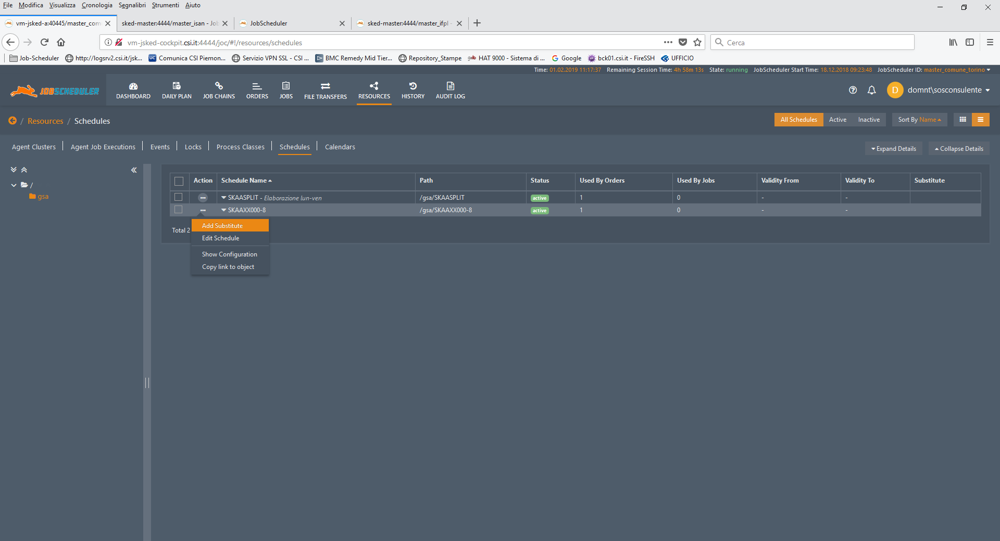 File Modifica Visualizza Cronologia Segnalibri Strumenti Aiuto
vm-jsked-a:40445/master_com sked-master:4444/master_isan - Job JobScheduler sked-master:4444/master_ifpl -
vm-jsked-cockpit.csi.it:4444/joc/#!/resources/schedules Cerca
Job-Scheduler http://logsrv2.csi.it/jsk... UC Comunica CSI Piemon... Servizio VPN SSL - CSI ... BMC Remedy Mid Tier... Repository_Stampe HAT 9000 - Sistema di ... Google bck01.csi.it - FireSSH UFFICIO
Time: 01.02.2019 11:17:37 Remaining Session Time: 4h 58m 13s State: running JobScheduler Start Time: 18.12.2018 09:23:48 JobScheduler ID: master_comune_torino
JOBSCHEDULER DASHBOARD DAILY PLAN JOB CHAINS ORDERS JOBS FILE TRANSFERS RESOURCES HISTORY AUDIT LOG D domnt\sosconsulente
/ Resources / Schedules All Schedules Active Inactive Sort By Name
Agent Clusters Agent Job Executions Events Locks Process Classes Schedules Calendars Expand Details Collapse Details
/
gsa
Action Schedule Name Path Status Used By Orders Used By Jobs Validity From Validity To Substitute
SKAASPLIT - Elaborazione lun-ven /gsa/SKAASPLIT active 1 0 - -
SKAAXX000-8 /gsa/SKAAXX000-8 active 1 0 - -
Total 2
Add Substitute
Edit Schedule
Show Configuration
Copy link to object